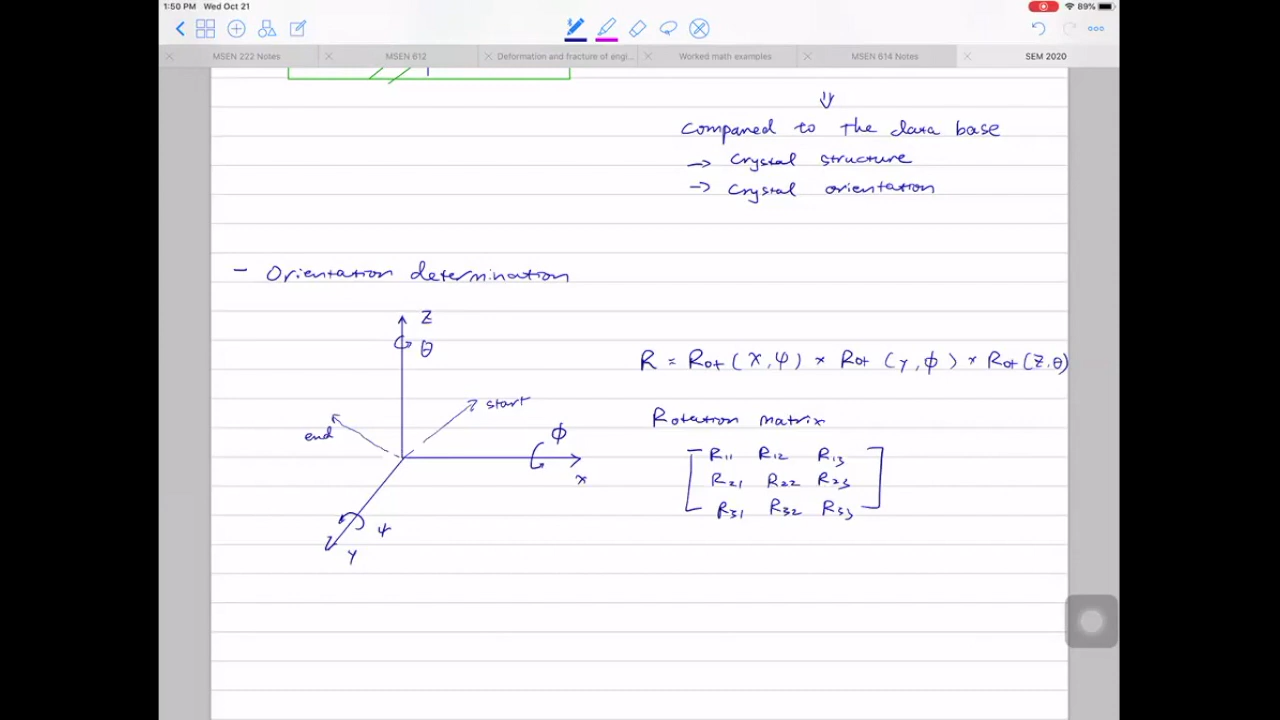 1:50 PM Wed Oct 21
89%
MSEN 222 Notes
MSEN 612
Deformation and fracture of engi...
Worked math examples
MSEN 614 Notes
SEM 2020
Compared to the data base
→ Crystal structure
→ Crystal orientation
- Orientation determination
Z
θ
start
end
ϕ
x
ψ
Y
R = Rot (X, ψ) × Rot (Y, ϕ) × Rot (Z, θ)
Rotation matrix
R11 R12 R13
R21 R22 R23
R31 R32 R33